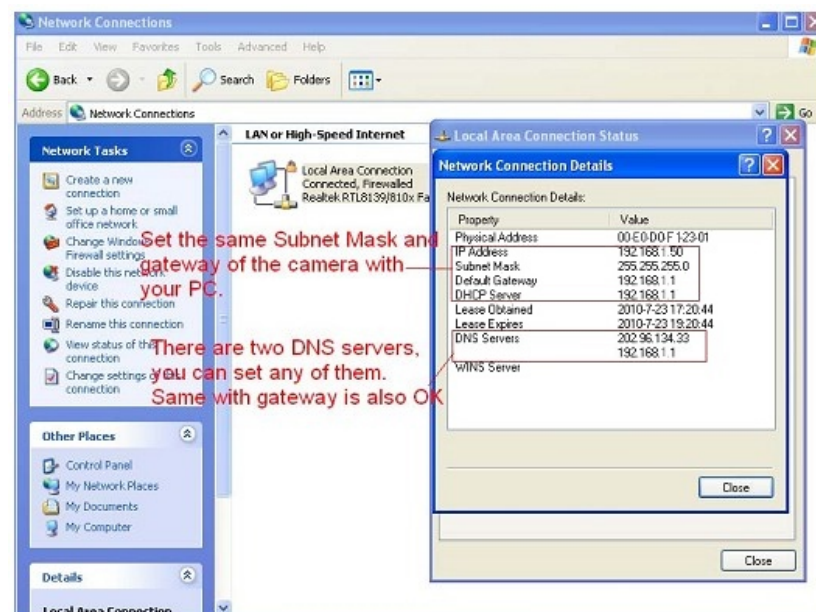 Network Connections
File Edit View Favorites Tools Advanced Help
Back Search Folders
Address Network Connections Go
Network Tasks
Create a new
connection
Set up a home or small
office network
Change Windows
Firewall settings
Disable this network
device
Repair this connection
Rename this connection
View status of this
connection
Change settings of this
connection
Other Places
Control Panel
My Network Places
My Documents
My Computer
Details
Local Area Connection
LAN or High-Speed Internet
Local Area Connection
Connected, Firewalled
Realtek RTL8139/810x Fa
Set the same Subnet Mask and
gateway of the camera with
your PC.
There are two DNS servers,
you can set any of them.
Same with gateway is also OK
Local Area Connection Status
Network Connection Details
Network Connection Details:
Property Value
Physical Address 00-E0-D0-F1-23-01
IP Address 192.168.1.50
Subnet Mask 255.255.255.0
Default Gateway 192.168.1.1
DHCP Server 192.168.1.1
Lease Obtained 2010-7-23 17:20:44
Lease Expires 2010-7-23 19:20:44
DNS Servers 202.96.134.33
192.168.1.1
WINS Server
Close
Close